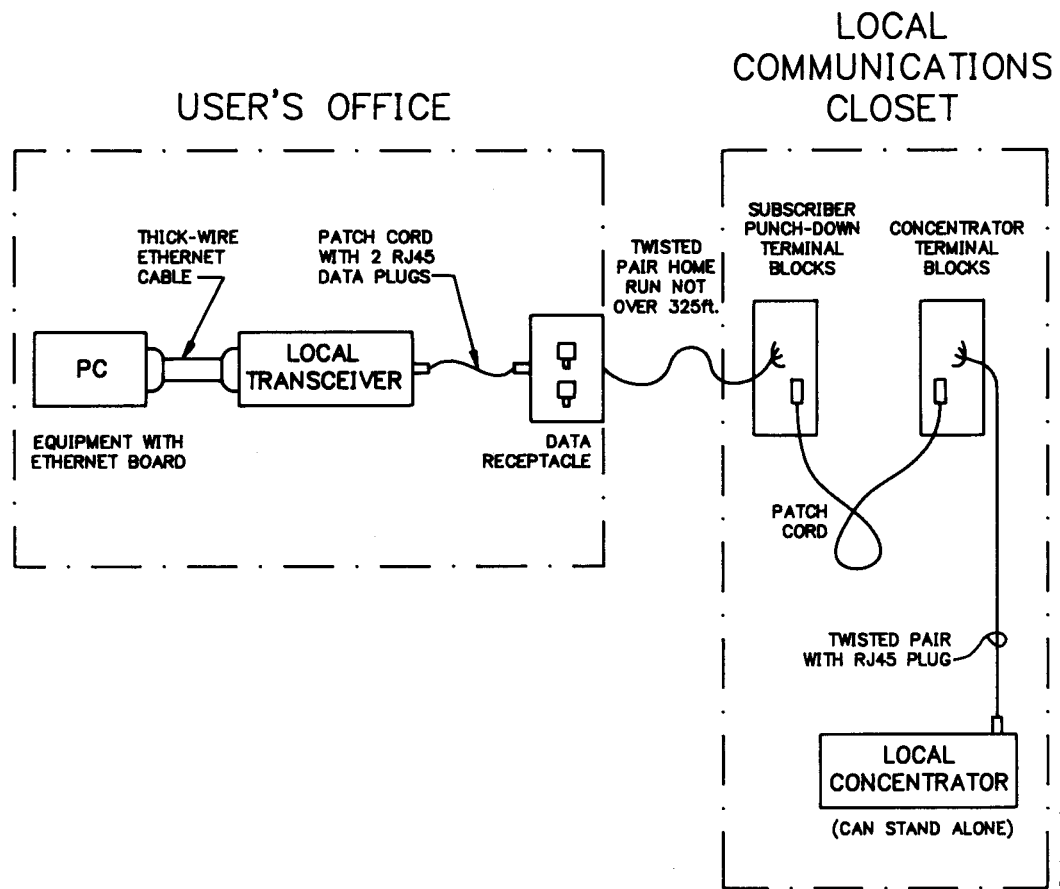 LOCAL
COMMUNICATIONS
CLOSET
USER'S OFFICE
THICK-WIRE
ETHERNET
CABLE
PATCH CORD
WITH 2 RJ45
DATA PLUGS
TWISTED
PAIR HOME
RUN NOT
OVER 325ft.
SUBSCRIBER
PUNCH-DOWN
TERMINAL
BLOCKS
CONCENTRATOR
TERMINAL
BLOCKS
PC
LOCAL
TRANSCEIVER
EQUIPMENT WITH
ETHERNET BOARD
DATA
RECEPTACLE
PATCH
CORD
TWISTED PAIR
WITH RJ45 PLUG
LOCAL
CONCENTRATOR
(CAN STAND ALONE)